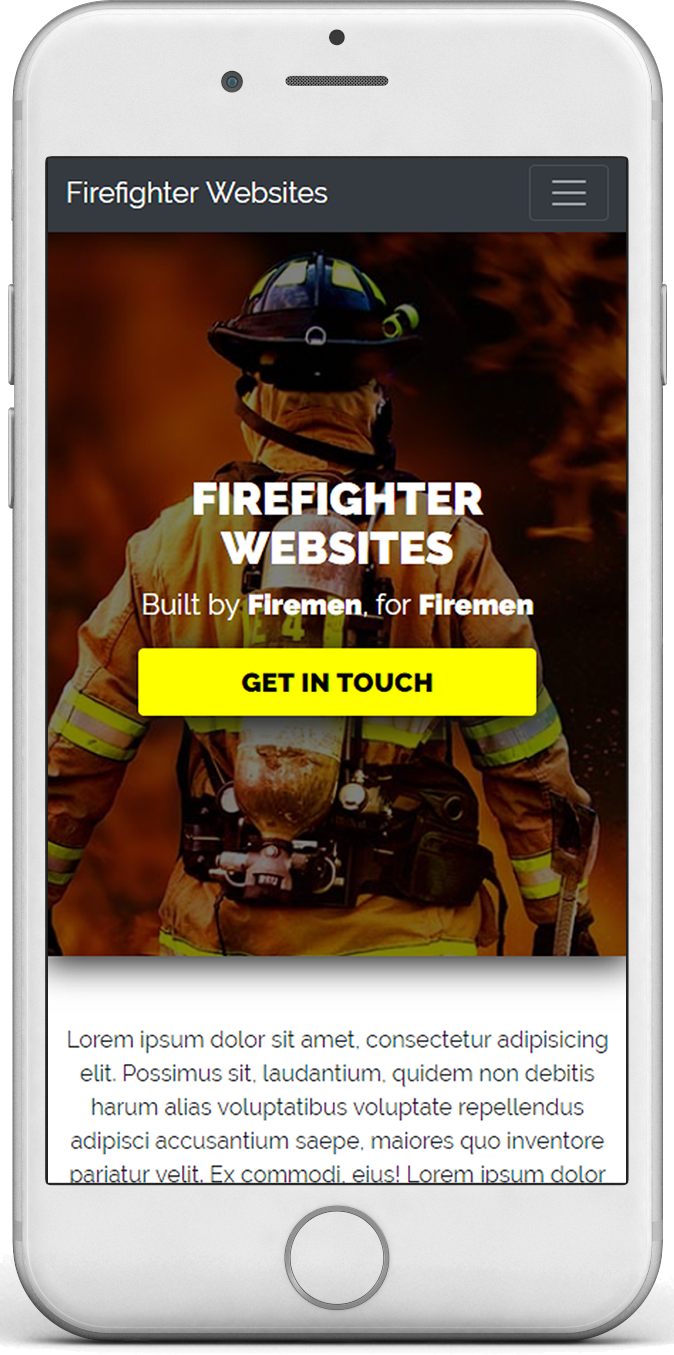 Firefighter Websites
FIREFIGHTER
WEBSITES
Built by Firemen, for Firemen
E 4
GET IN TOUCH
Lorem ipsum dolor sit amet, consectetur adipisicing
elit. Possimus sit, laudantium, quidem non debitis
harum alias voluptatibus voluptate repellendus
adipisci accusantium saepe, maiores quo inventore
pariatur velit. Ex commodi, eius! Lorem ipsum dolor